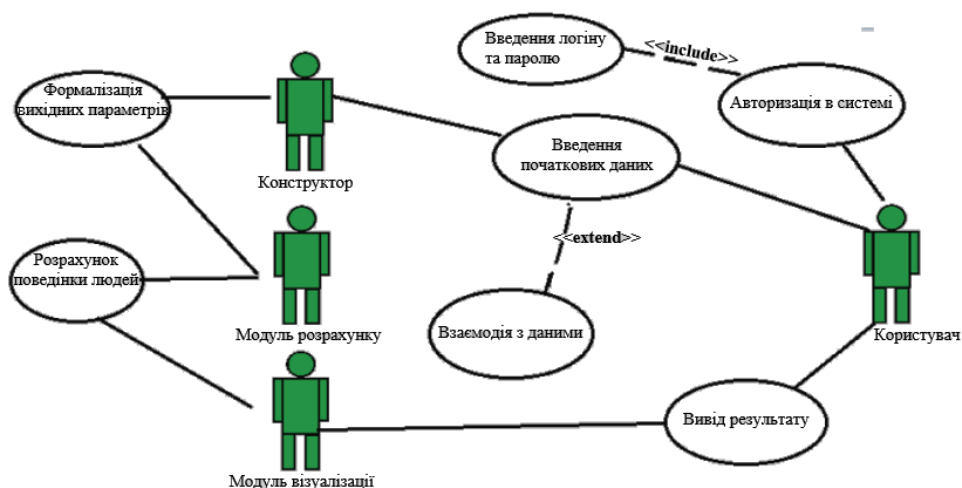 Введення логіну
та паролю
<<include>>
Авторизація в системі
Формалізація
вихідних параметрів
Конструктор
Введення
початкових даних
<<extend>>
Розрахунок
поведінки людей
Модуль розрахунку
Взаємодія з даними
Користувач
Вивід результату
Модуль візуалізації